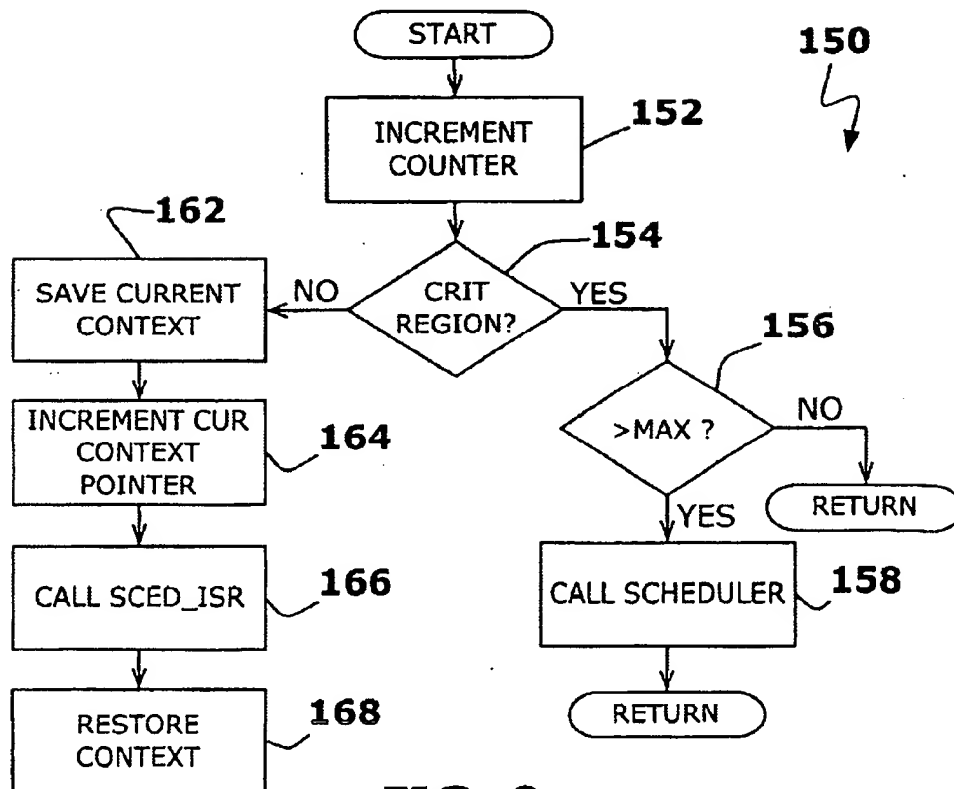 START
150
INCREMENT
COUNTER
152
162
154
SAVE CURRENT
CONTEXT
NO
CRIT
REGION?
YES
156
INCREMENT CUR
CONTEXT
POINTER
164
>MAX ?
NO
RETURN
YES
CALL SCED_ISR
166
CALL SCHEDULER
158
RESTORE
CONTEXT
168
RETURN